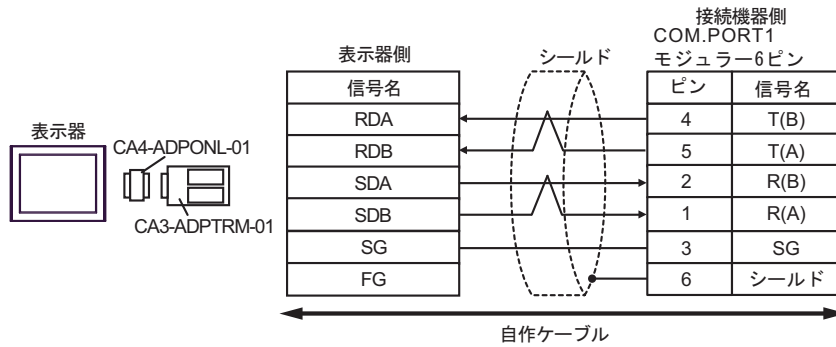 接続機器側
COM.PORT1
表示器側 シールド モジュラー6ピン
信号名 ピン 信号名
表示器 RDA 4 T(B)
CA4-ADPONL-01 RDB 5 T(A)
SDA 2 R(B)
CA3-ADPTRM-01 SDB 1 R(A)
SG 3 SG
FG 6 シールド
自作ケーブル